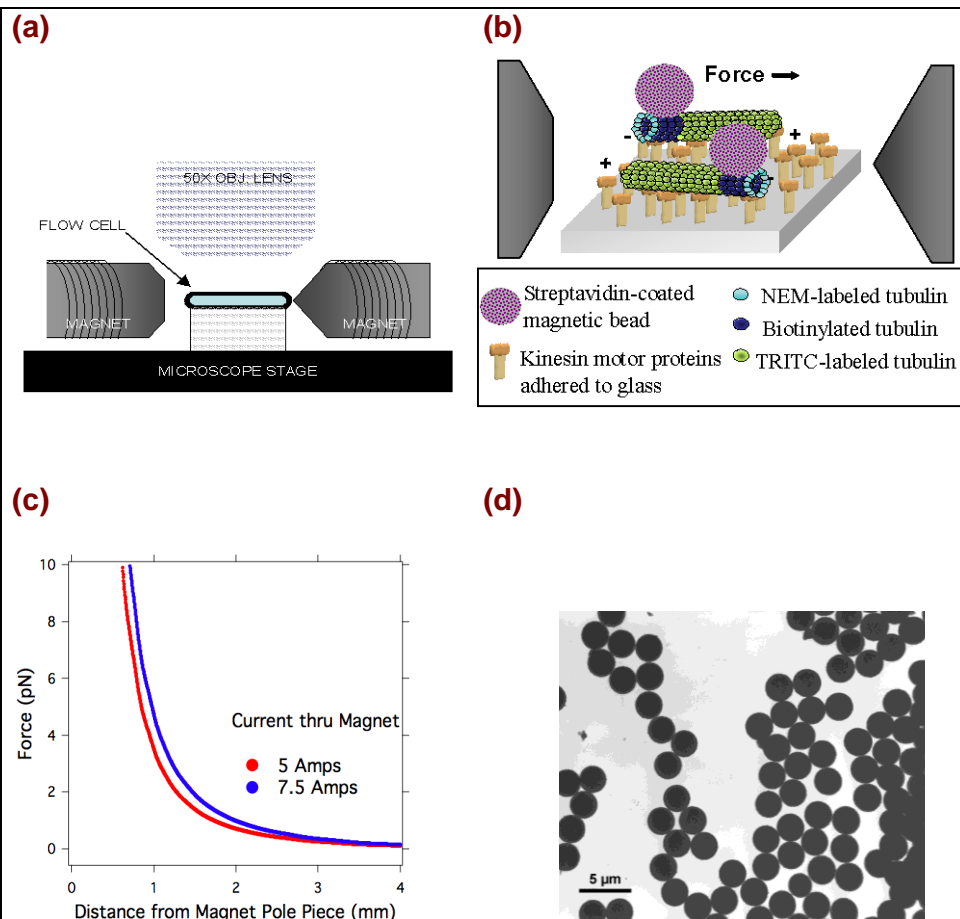 (a)
50X OBJ. LENS
FLOW CELL
MAGNET
MAGNET
MICROSCOPE STAGE
(b)
Force
-
+
+
-
Streptavidin-coated
magnetic bead
Kinesin motor proteins
adhered to glass
NEM-labeled tubulin
Biotinylated tubulin
TRITC-labeled tubulin
(c)
10
8
6
4
2
0
Force (pN)
Current thru Magnet
5 Amps
7.5 Amps
0 1 2 3 4
Distance from Magnet Pole Piece (mm)
(d)
5 µm